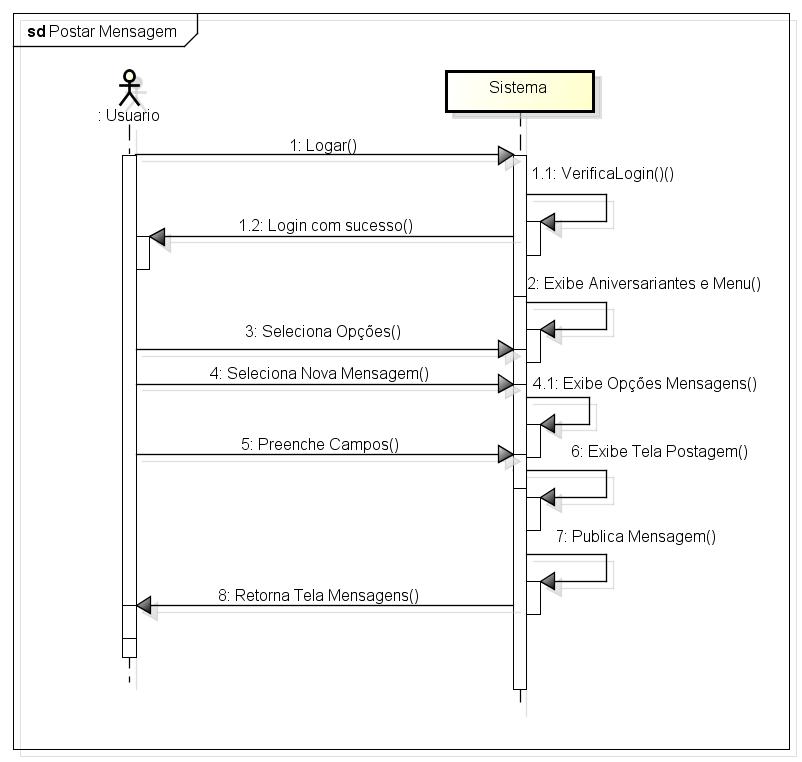 sd Postar Mensagem
: Usuario
Sistema
1: Logar()
1.1: VerificaLogin()()
1.2: Login com sucesso()
2: Exibe Aniversariantes e Menu()
3: Seleciona Opções()
4: Seleciona Nova Mensagem()
4.1: Exibe Opções Mensagens()
5: Preenche Campos()
6: Exibe Tela Postagem()
7: Publica Mensagem()
8: Retorna Tela Mensagens()